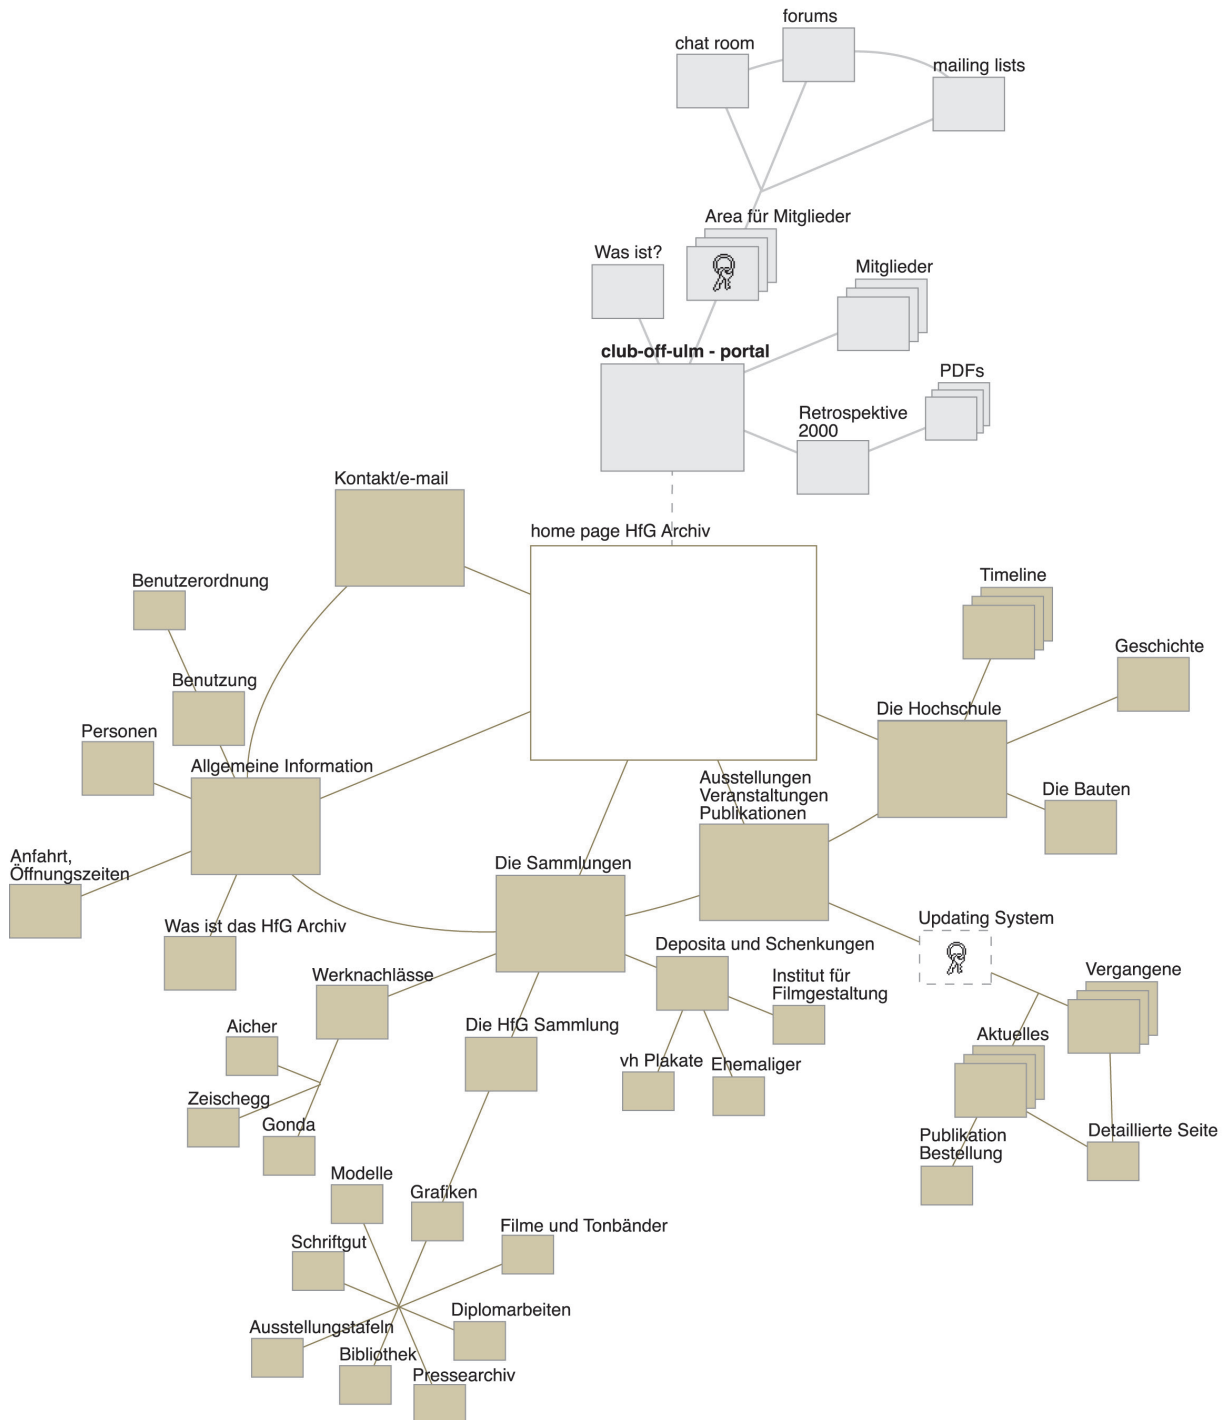 forums
chat room
mailing lists
Area für Mitglieder
Was ist?
Mitglieder
club-off-ulm - portal
PDFs
Retrospektive
2000
Kontakt/e-mail
home page HfG Archiv
Benutzerordnung
Timeline
Geschichte
Benutzung
Die Hochschule
Personen
Allgemeine Information
Ausstellungen
Veranstaltungen
Publikationen
Die Bauten
Anfahrt,
Öffnungszeiten
Die Sammlungen
Was ist das HfG Archiv
Updating System
Deposita und Schenkungen
Werknachlässe
Institut für
Filmgestaltung
Vergangene
Aicher
Die HfG Sammlung
Aktuelles
vh Plakate
Ehemaliger
Zeischegg
Gonda
Publikation
Bestellung
Detaillierte Seite
Modelle
Grafiken
Filme und Tonbänder
Schriftgut
Diplomarbeiten
Ausstellungstafeln
Bibliothek
Pressearchiv